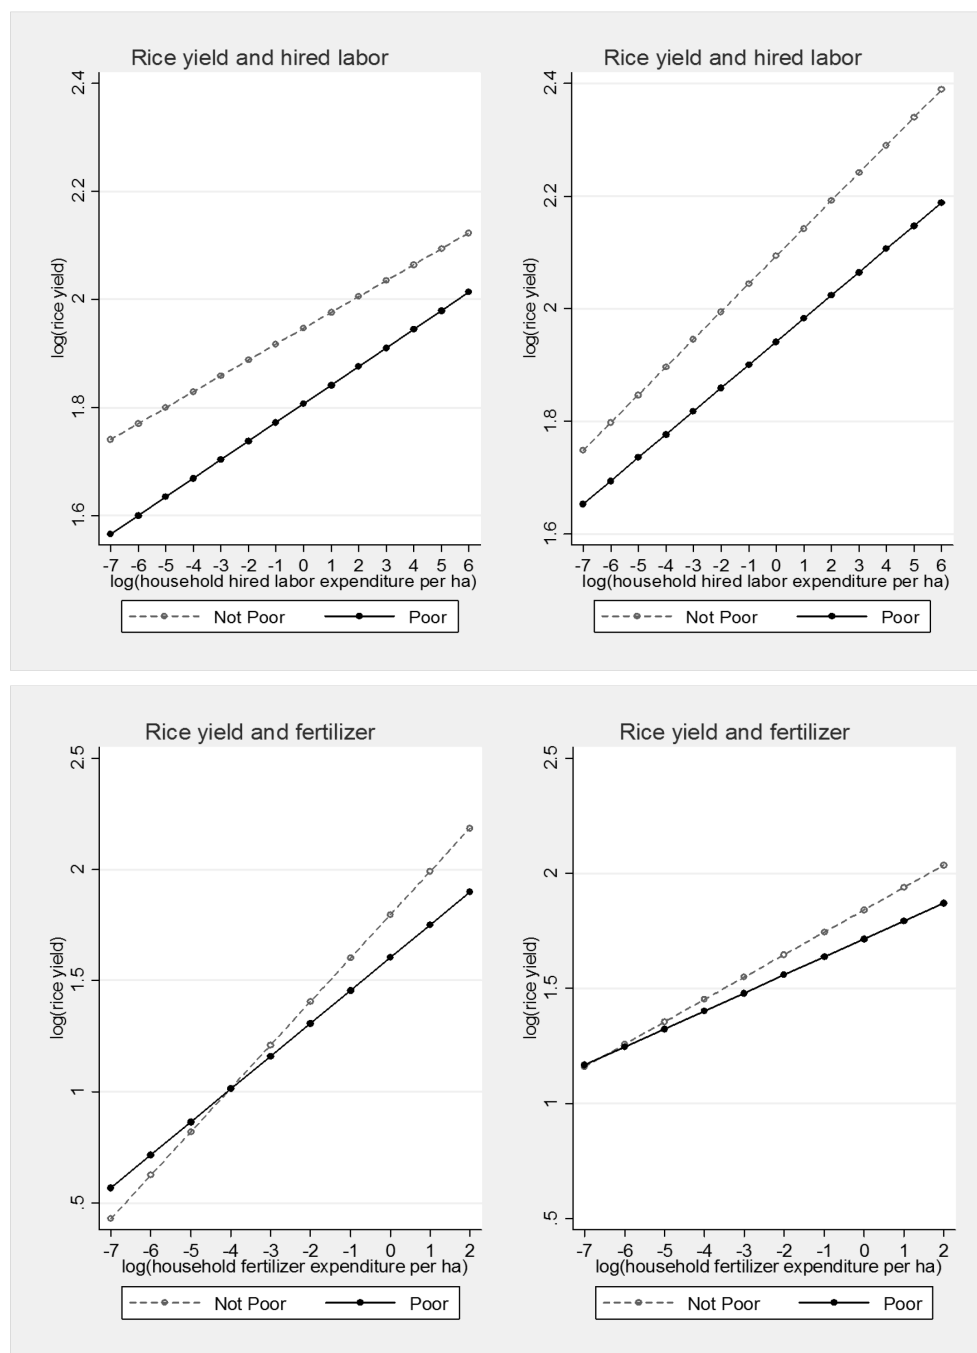 Rice yield and hired labor
log(rice yield)
2.4
2.2
2
1.8
1.6
-7 -6 -5 -4 -3 -2 -1 0 1 2 3 4 5 6
log(household hired labor expenditure per ha)
Not Poor Poor
Rice yield and hired labor
log(rice yield)
2.4
2.2
2
1.8
1.6
-7 -6 -5 -4 -3 -2 -1 0 1 2 3 4 5 6
log(household hired labor expenditure per ha)
Not Poor Poor
Rice yield and fertilizer
log(rice yield)
2.5
2
1.5
1
.5
-7 -6 -5 -4 -3 -2 -1 0 1 2
log(household fertilizer expenditure per ha)
Not Poor Poor
Rice yield and fertilizer
log(rice yield)
2.5
2
1.5
1
.5
-7 -6 -5 -4 -3 -2 -1 0 1 2
log(household fertilizer expenditure per ha)
Not Poor Poor